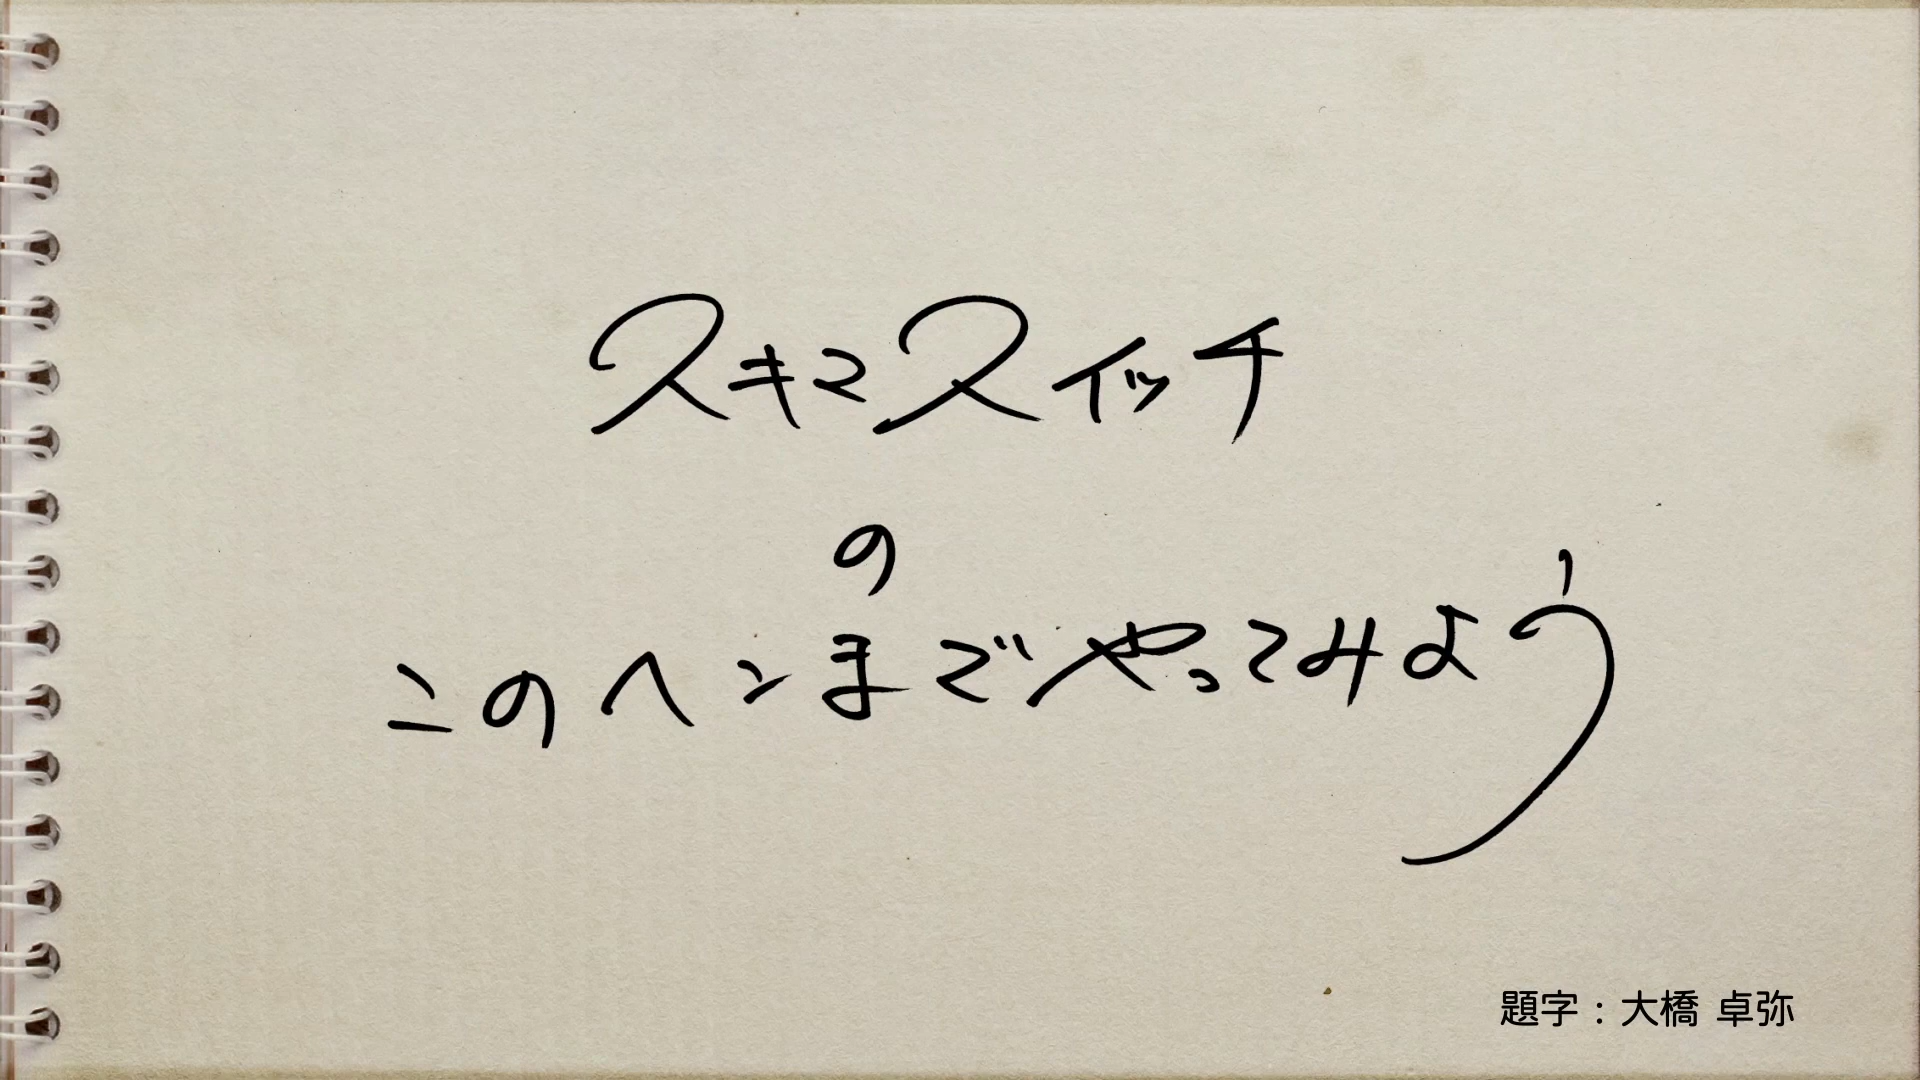 スキマスイッチ
の
このヘンまでやってみよう
題字：大橋 卓弥